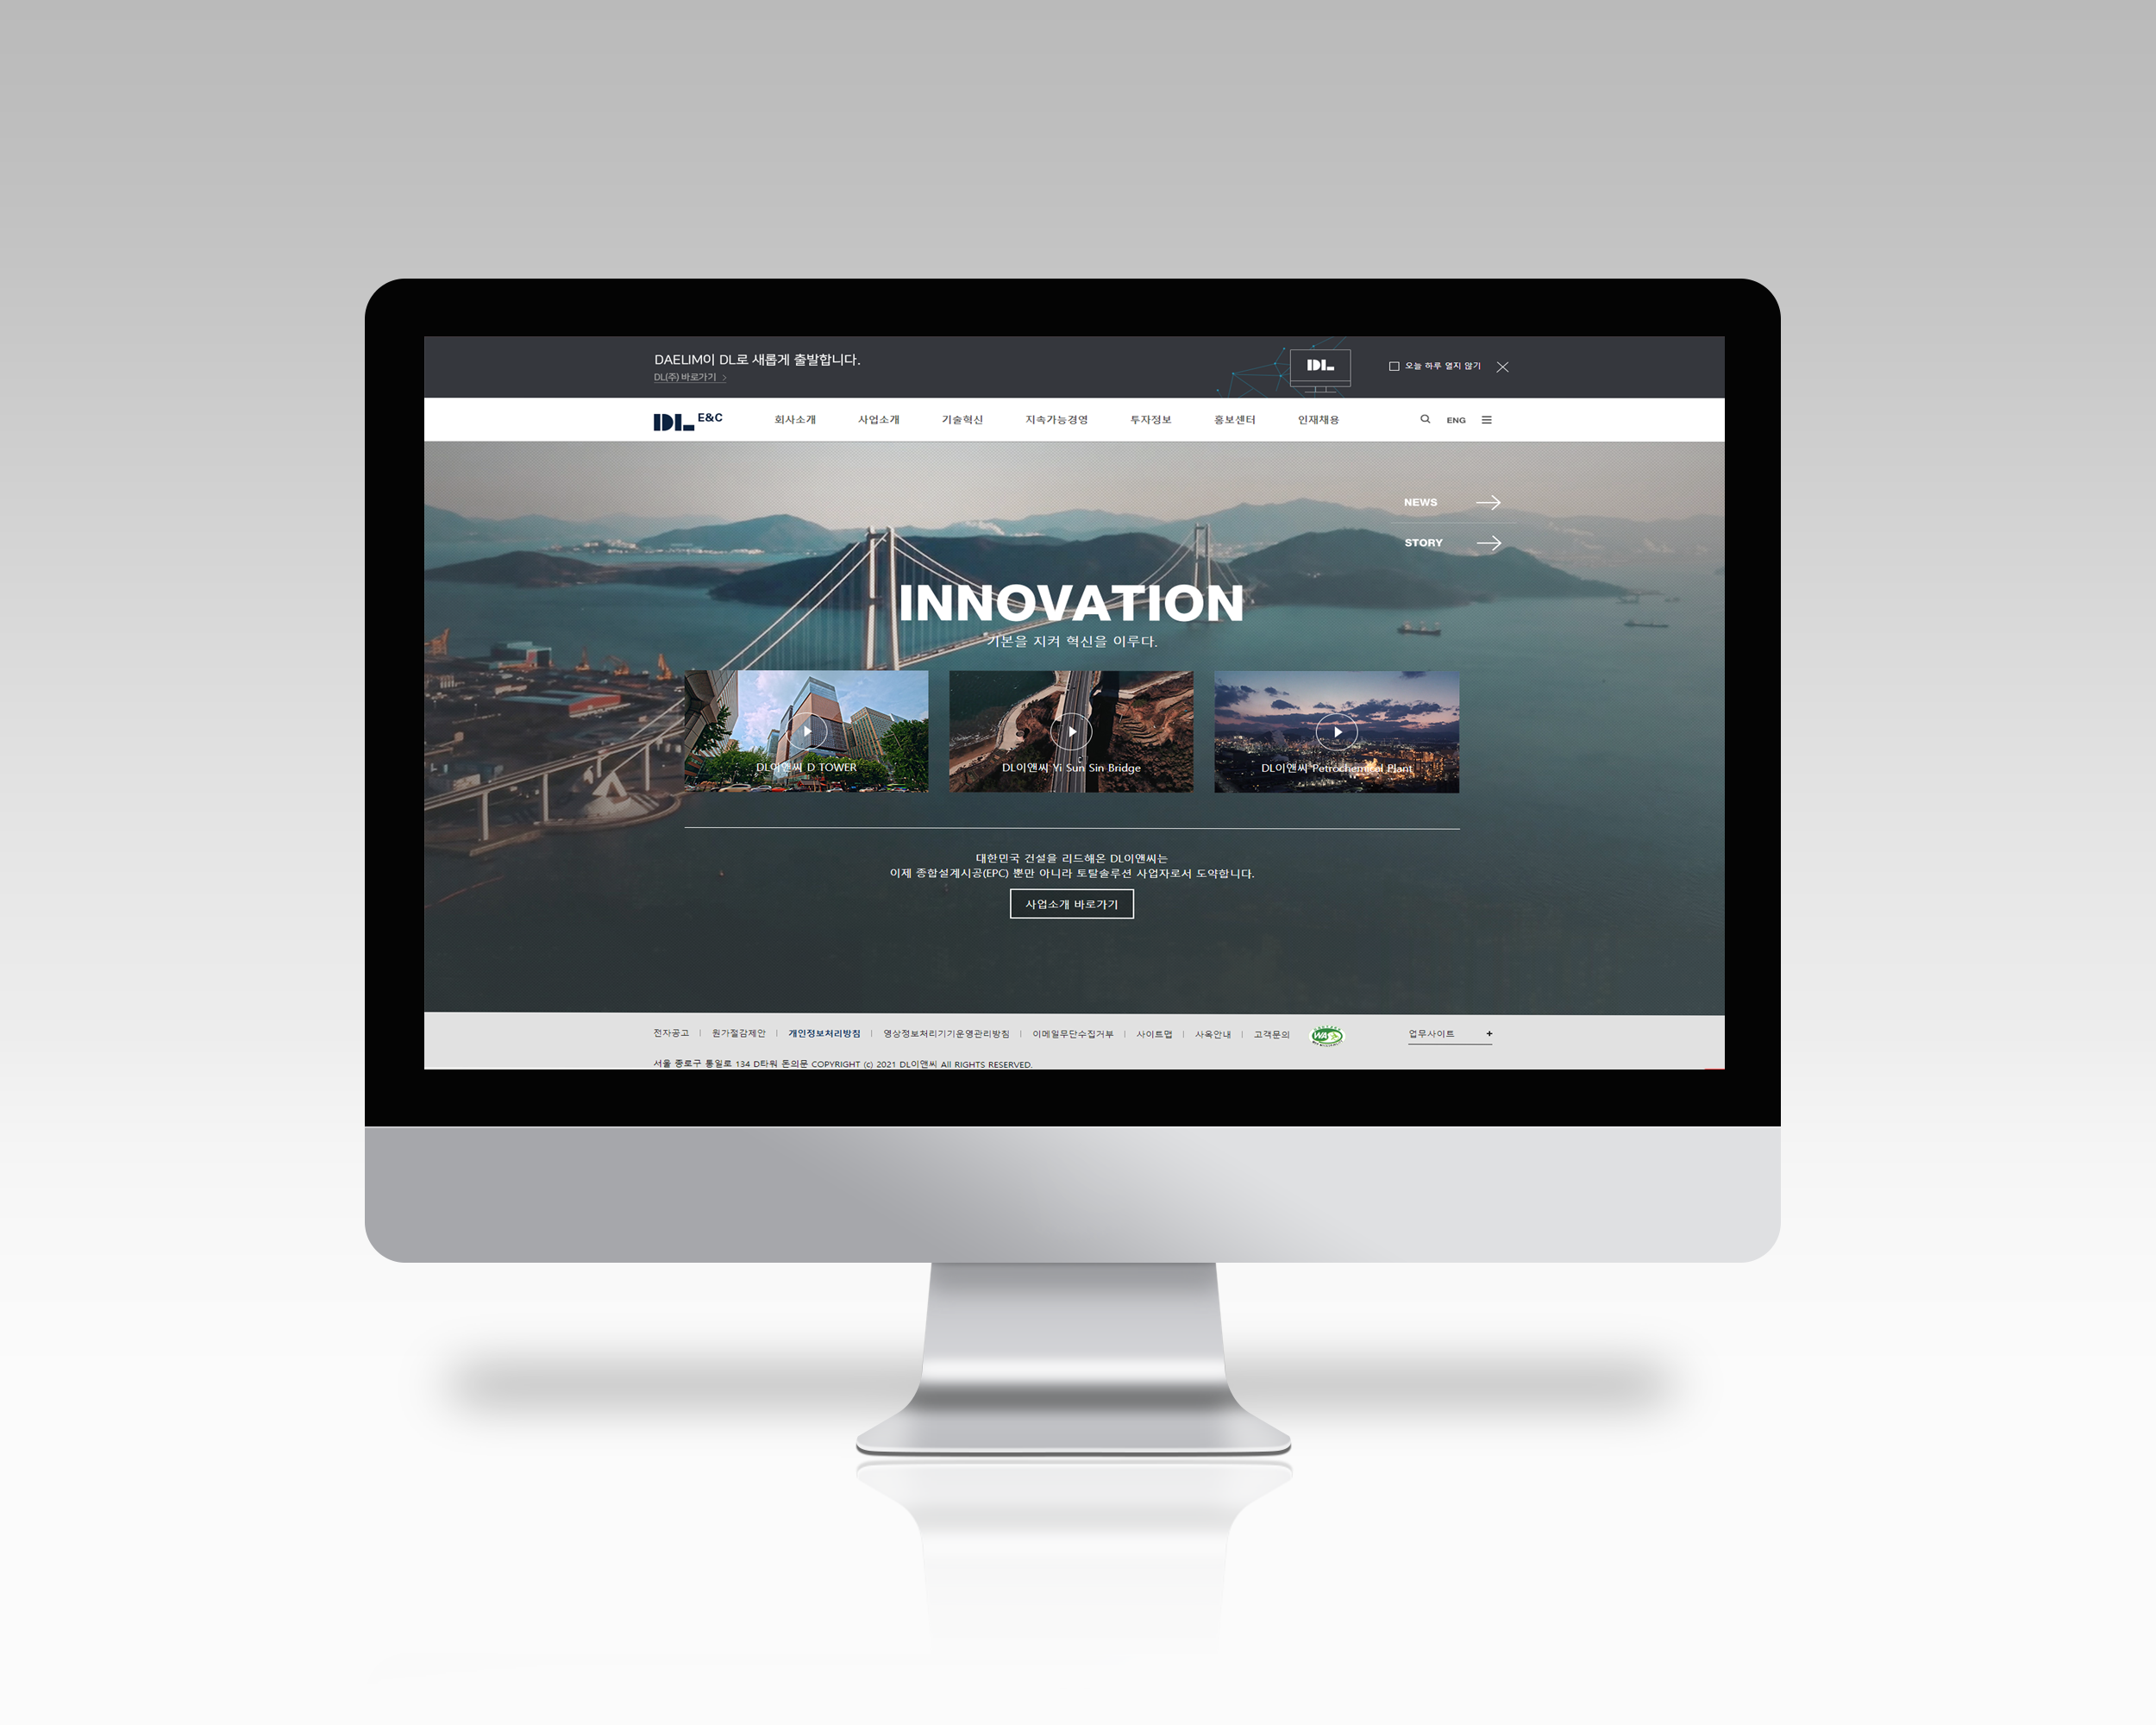 DAELIM이 DL로 새롭게 출발합니다.
DL(주) 바로가기 >
DL
오늘 하루 열지 않기
DL E&C
회사소개 사업소개 기술혁신 지속가능경영 투자정보 홍보센터 인재채용 ENG
NEWS
STORY
INNOVATION
기본을 지켜 혁신을 이루다.
DL이앤씨 D TOWER
DL이앤씨 Yi Sun Sin Bridge
DL이앤씨 Petrochemical Plant
대한민국 건설을 리드해온 DL이앤씨는
이제 종합설계시공(EPC) 뿐만 아니라 토탈솔루션 사업자로서 도약합니다.
사업소개 바로가기
전자공고 | 원가절감제안 | 개인정보처리방침 | 영상정보처리기기운영관리방침 | 이메일무단수집거부 | 사이트맵 | 사옥안내 | 고객문의 WA 업무사이트 +
서울 종로구 통일로 134 D타워 돈의문 COPYRIGHT (c) 2021 DL이앤씨 All RIGHTS RESERVED.